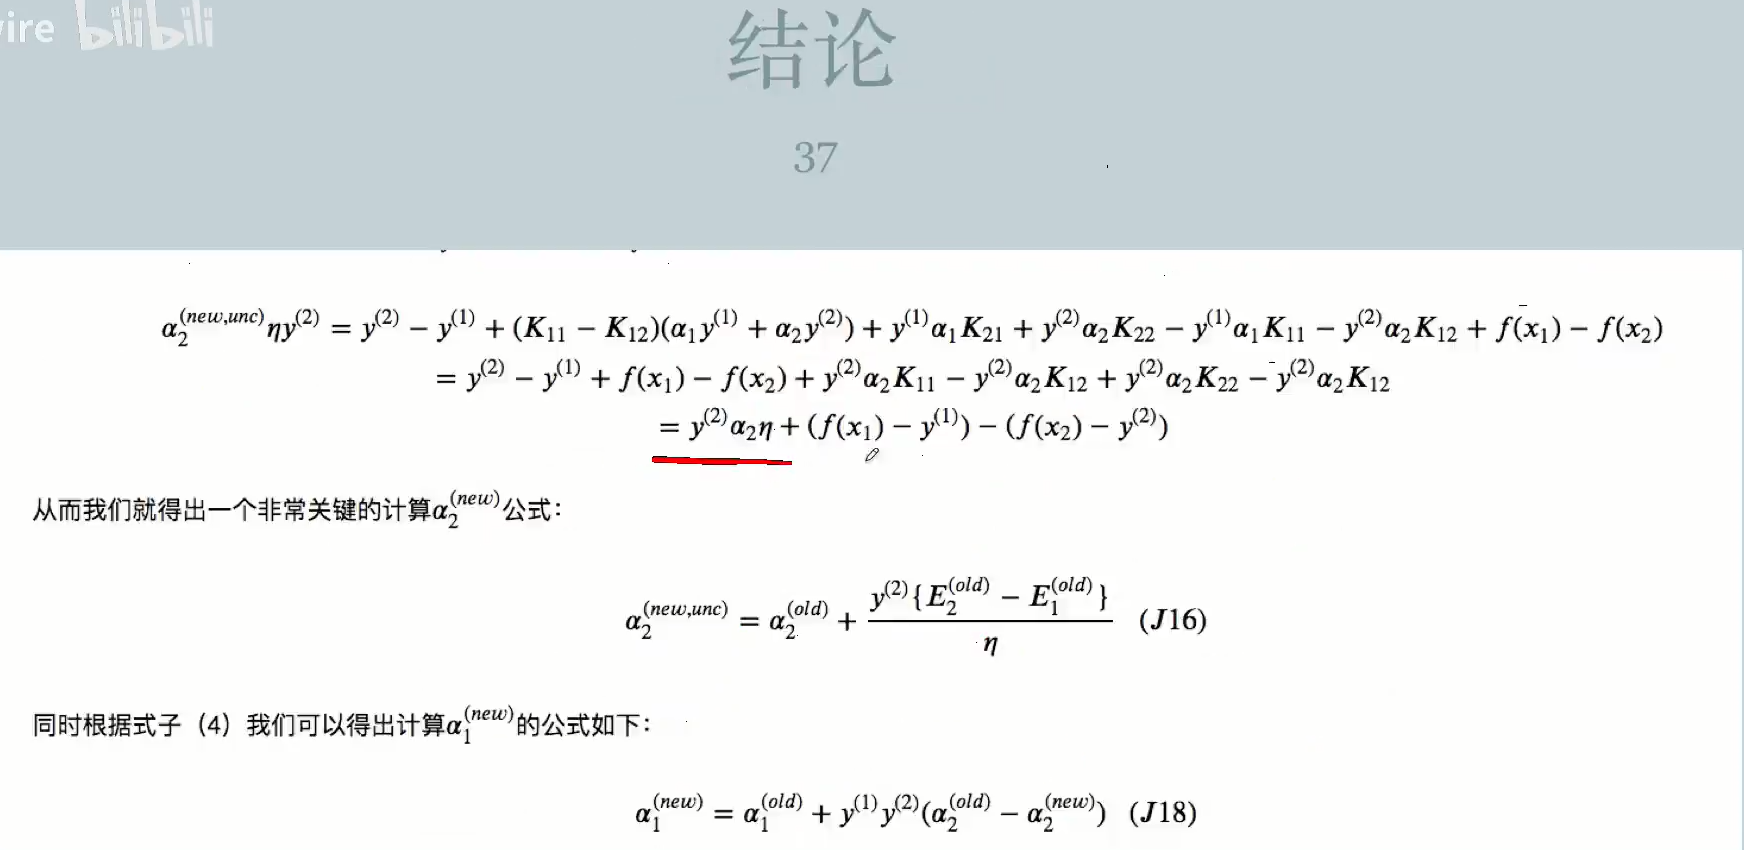 ire bilibili
结论
37
α₂^(new,unc) ηy^(2) = y^(2) − y^(1) + (K₁₁ − K₁₂)(α₁y^(1) + α₂y^(2)) + y^(1)α₁K₂₁ + y^(2)α₂K₂₂ − y^(1)α₁K₁₁ − y^(2)α₂K₁₂ + f(x₁) − f(x₂)
= y^(2) − y^(1) + f(x₁) − f(x₂) + y^(2)α₂K₁₁ − y^(2)α₂K₁₂ + y^(2)α₂K₂₂ − y^(2)α₂K₁₂
= y^(2)α₂η + (f(x₁) − y^(1)) − (f(x₂) − y^(2))
从而我们就得出一个非常关键的计算α₂^(new)公式：
α₂^(new,unc) = α₂^(old) + y^(2){E₂^(old) − E₁^(old)} / η (J16)
同时根据式子（4）我们可以得出计算α₁^(new)的公式如下：
α₁^(new) = α₁^(old) + y^(1)y^(2)(α₂^(old) − α₂^(new)) (J18)